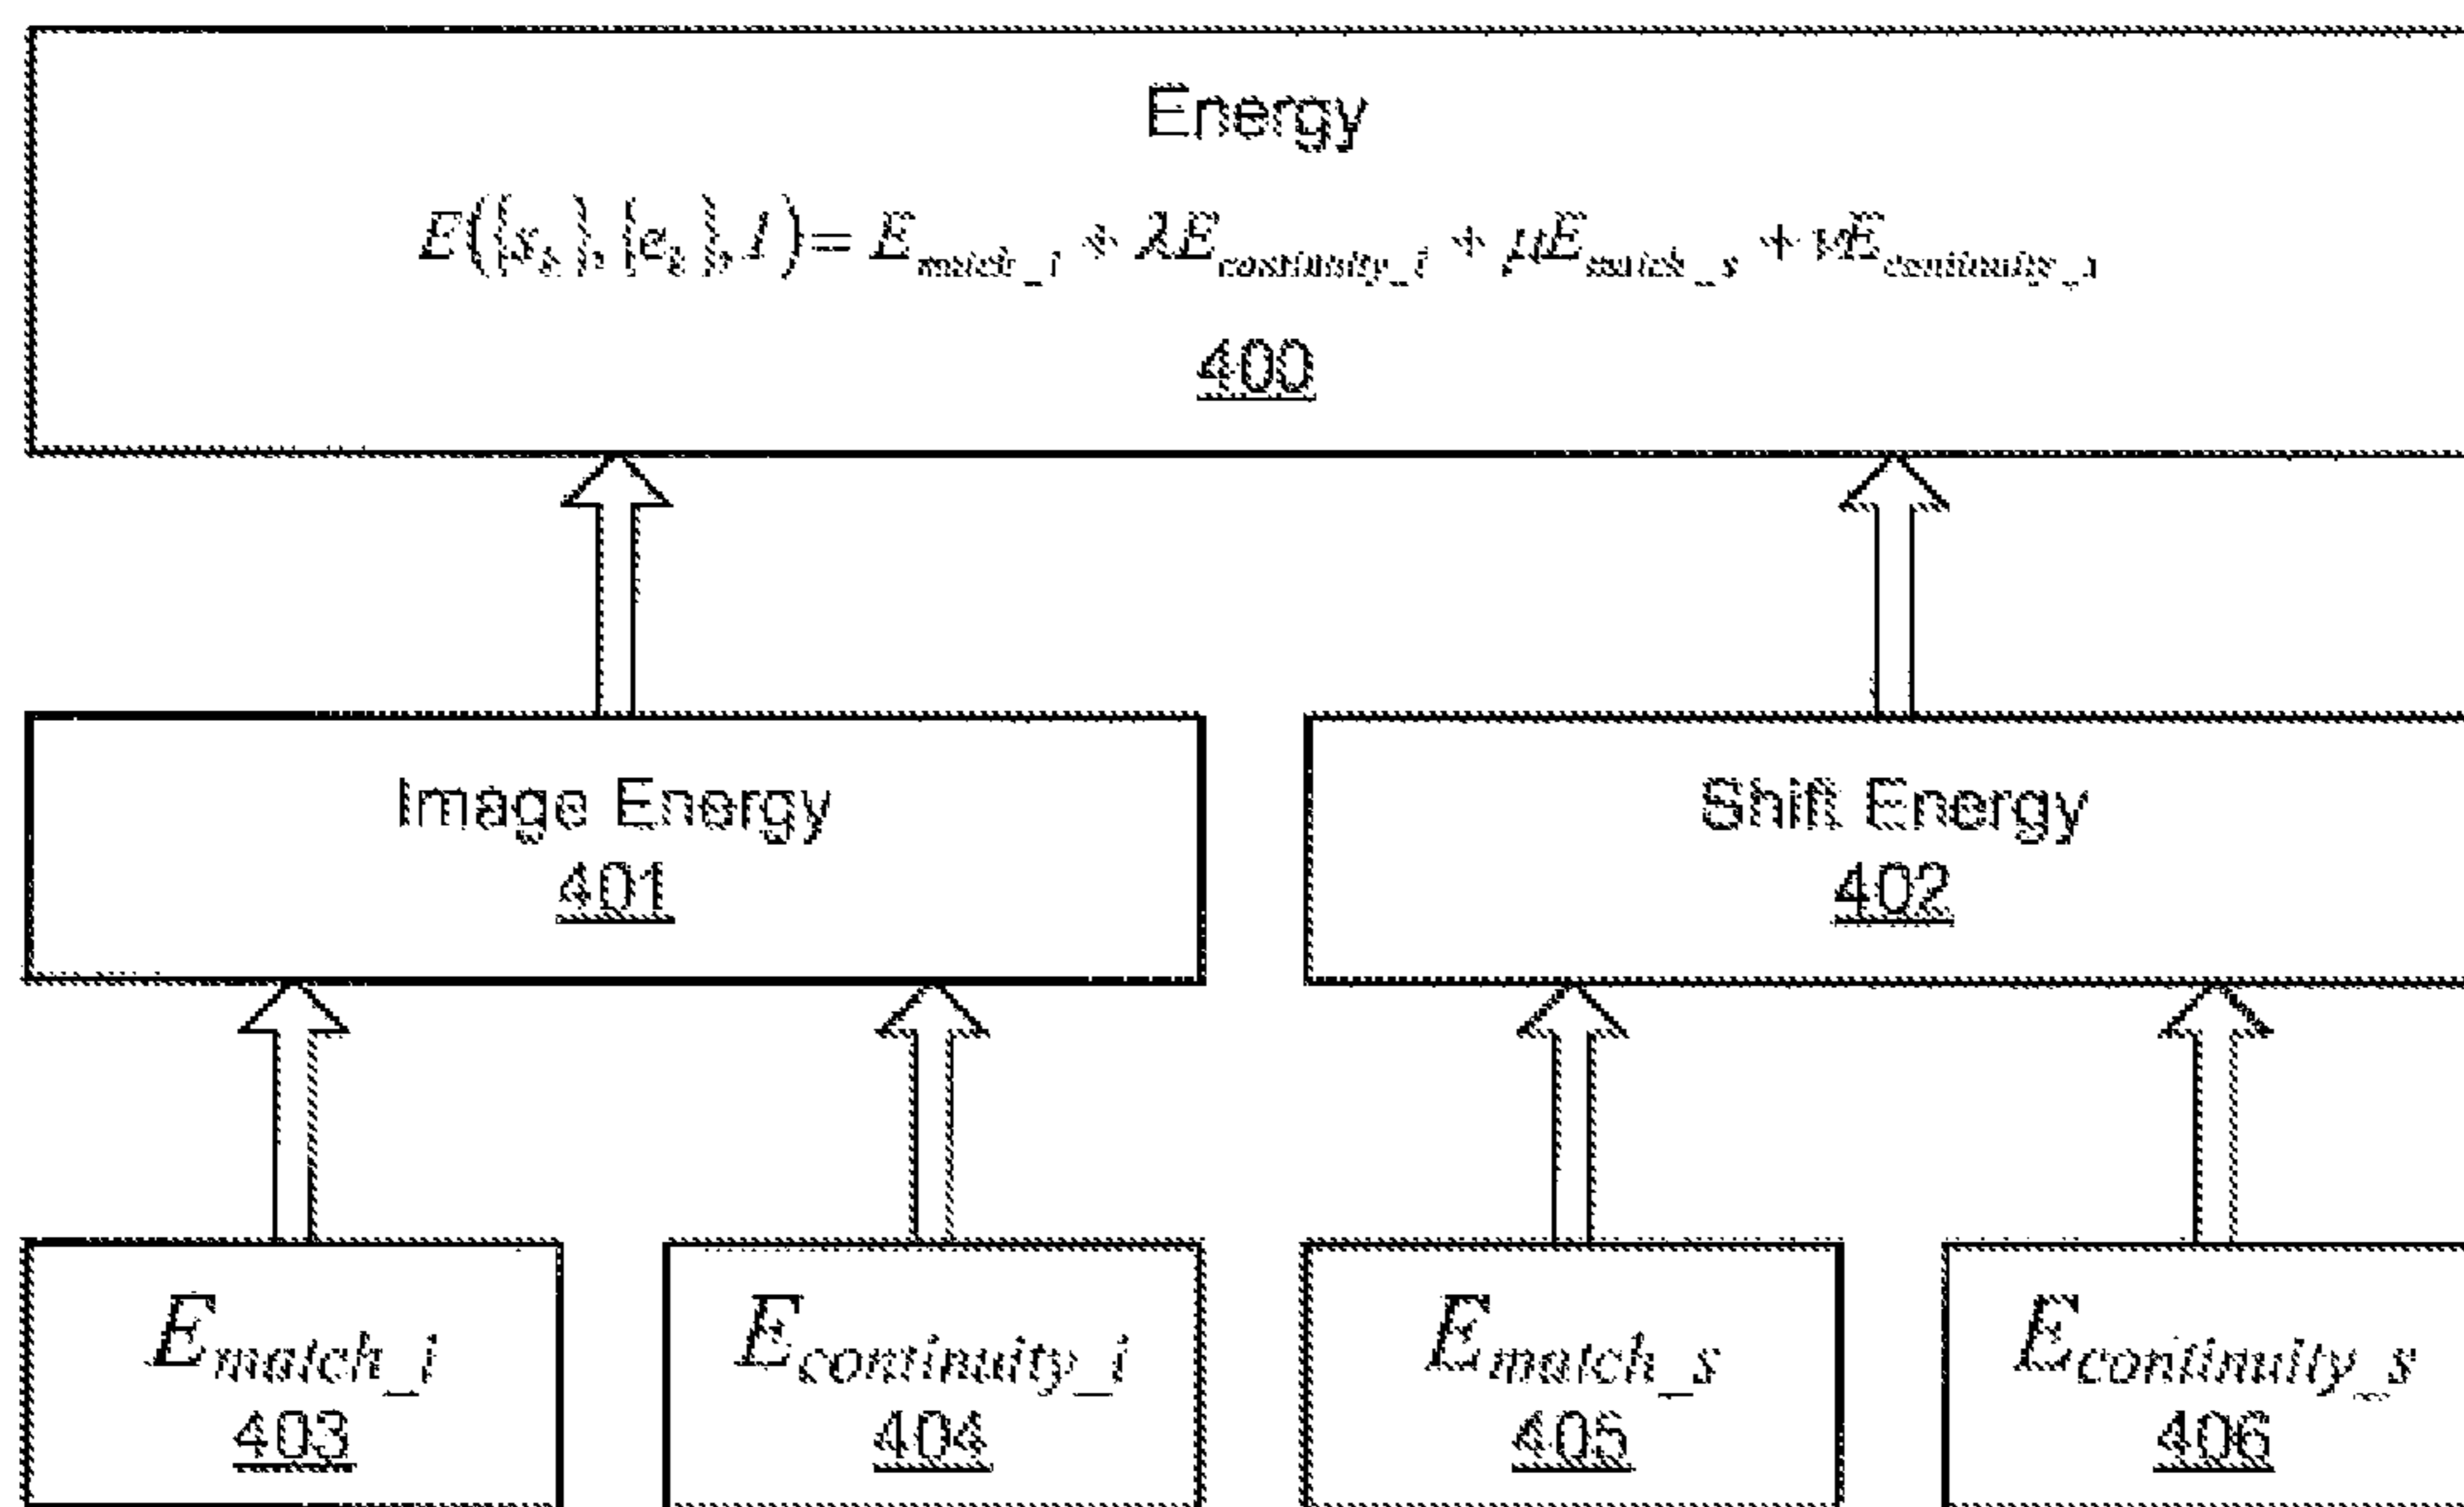 Energy
E({s_k}, {e_k}, I) = E_match_i + λE_continuity_i + μE_match_s + νE_continuity_s
400
Image Energy
401
Shift Energy
402
E_match_i
403
E_continuity_i
404
E_match_s
405
E_continuity_s
406